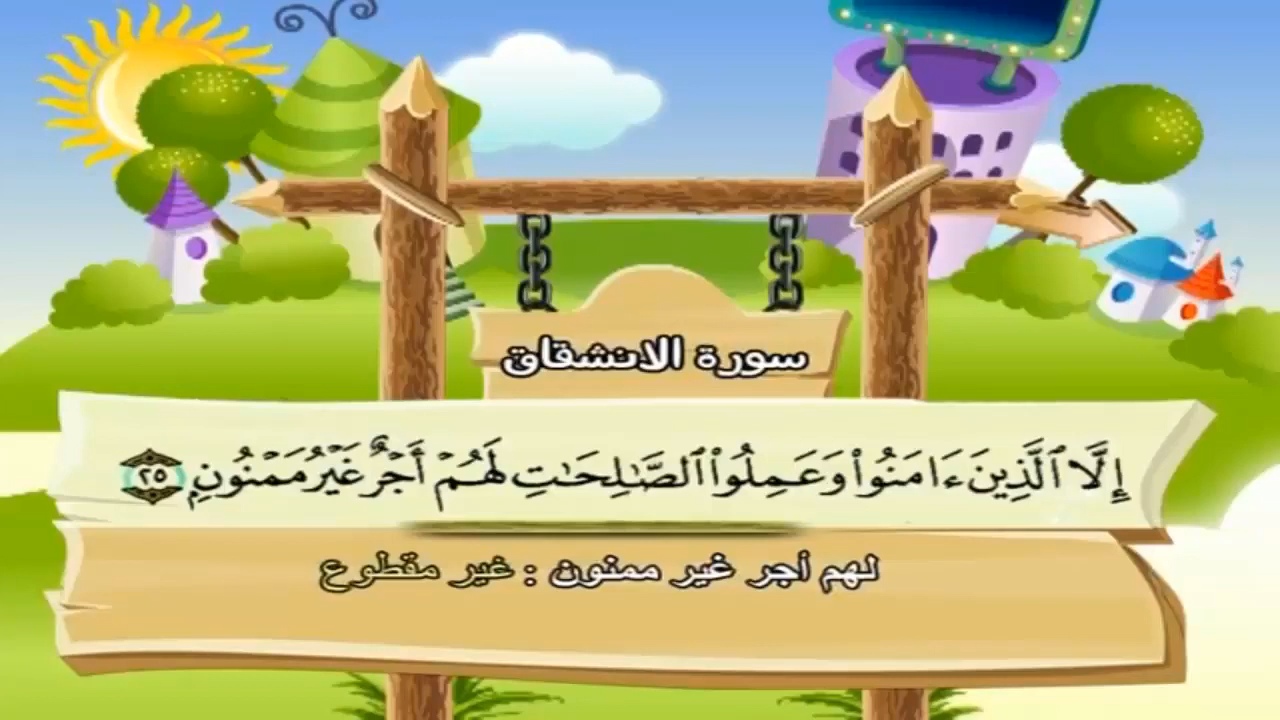 سورة الانشقاق
إِلَّا ٱلَّذِينَ ءَامَنُوا۟ وَعَمِلُوا۟ ٱلصَّـٰلِحَـٰتِ لَهُمْ أَجْرٌ غَيْرُ مَمْنُونٍۭ ٢٥
لهم أجر غير ممنون : غير مقطوع